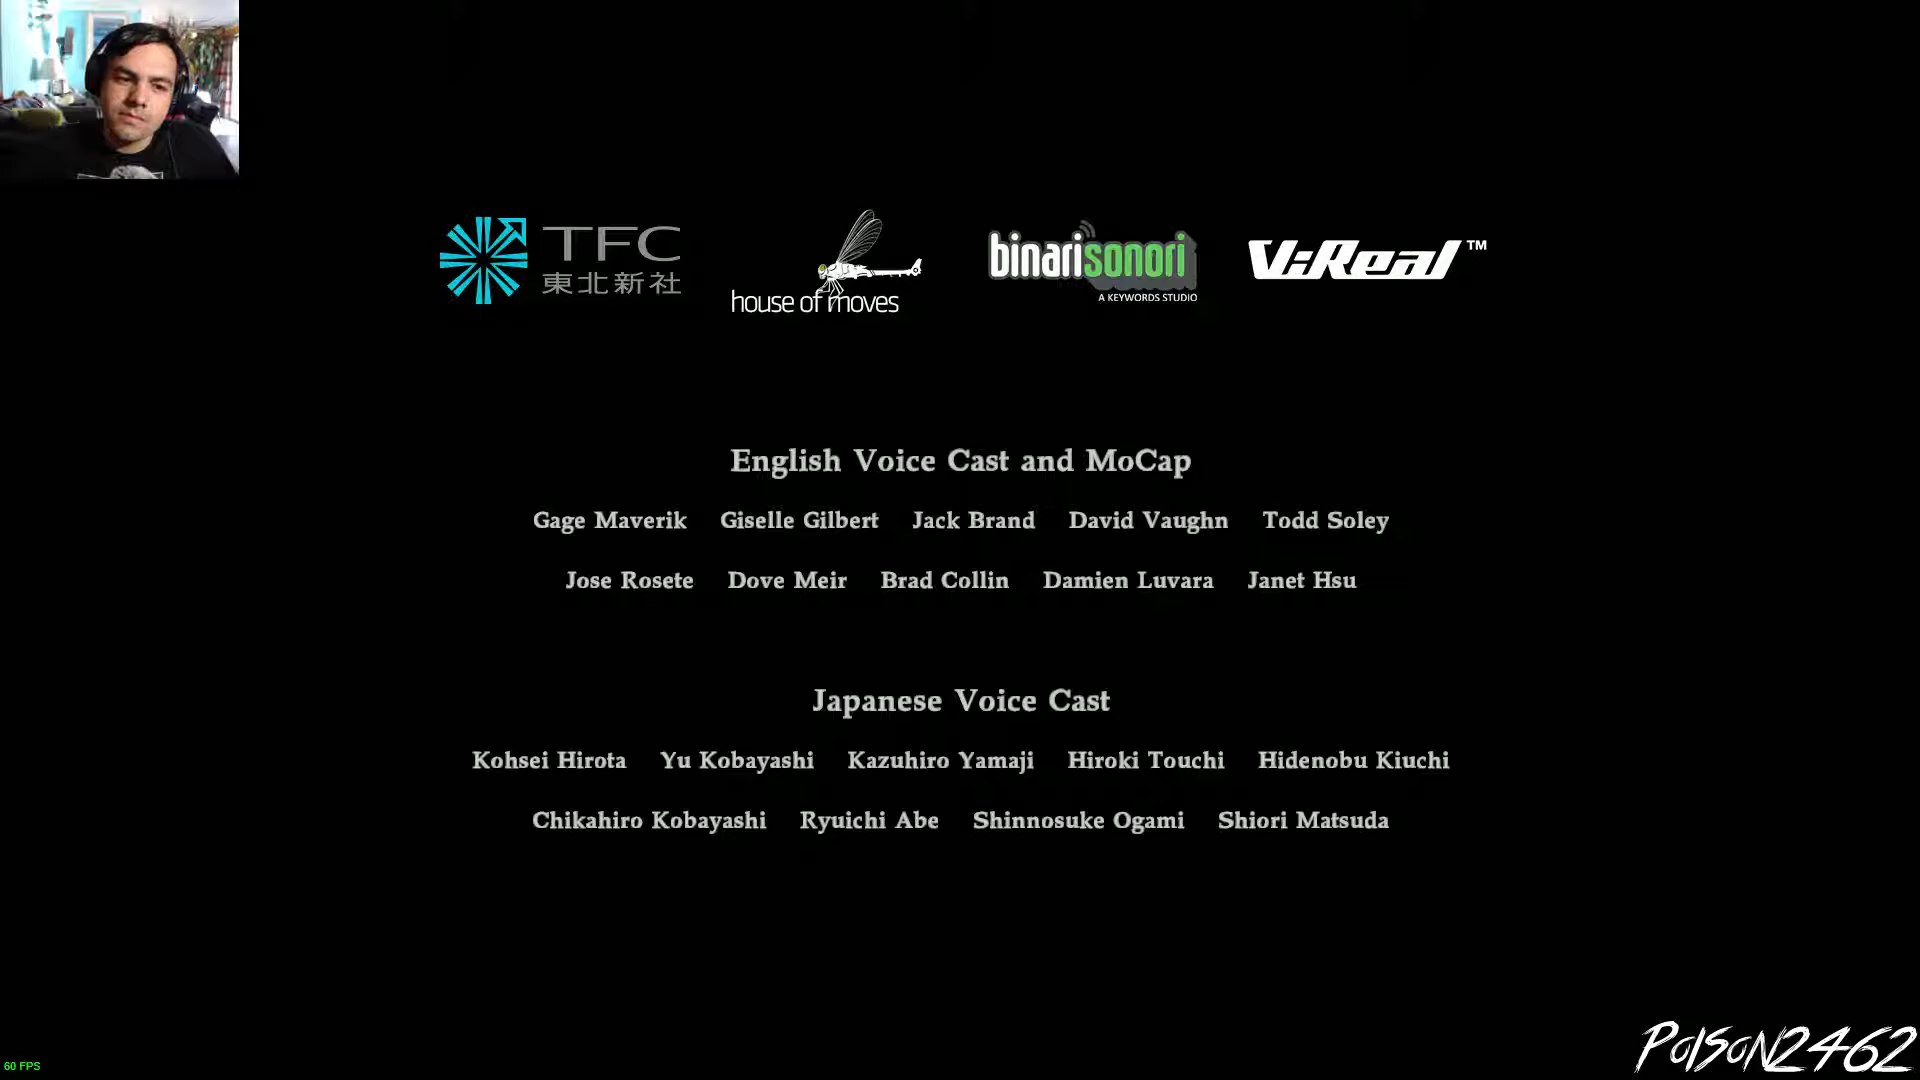 TFC
東北新社
house of moves
binarisonori
A KEYWORDS STUDIO
ViReal™
English Voice Cast and MoCap
Gage Maverik Giselle Gilbert Jack Brand David Vaughn Todd Soley
Jose Rosete Dove Meir Brad Collin Damien Luvara Janet Hsu
Japanese Voice Cast
Kohsei Hirota Yu Kobayashi Kazuhiro Yamaji Hiroki Touchi Hidenobu Kiuchi
Chikahiro Kobayashi Ryuichi Abe Shinnosuke Ogami Shiori Matsuda
60 FPS
PoISoN2462